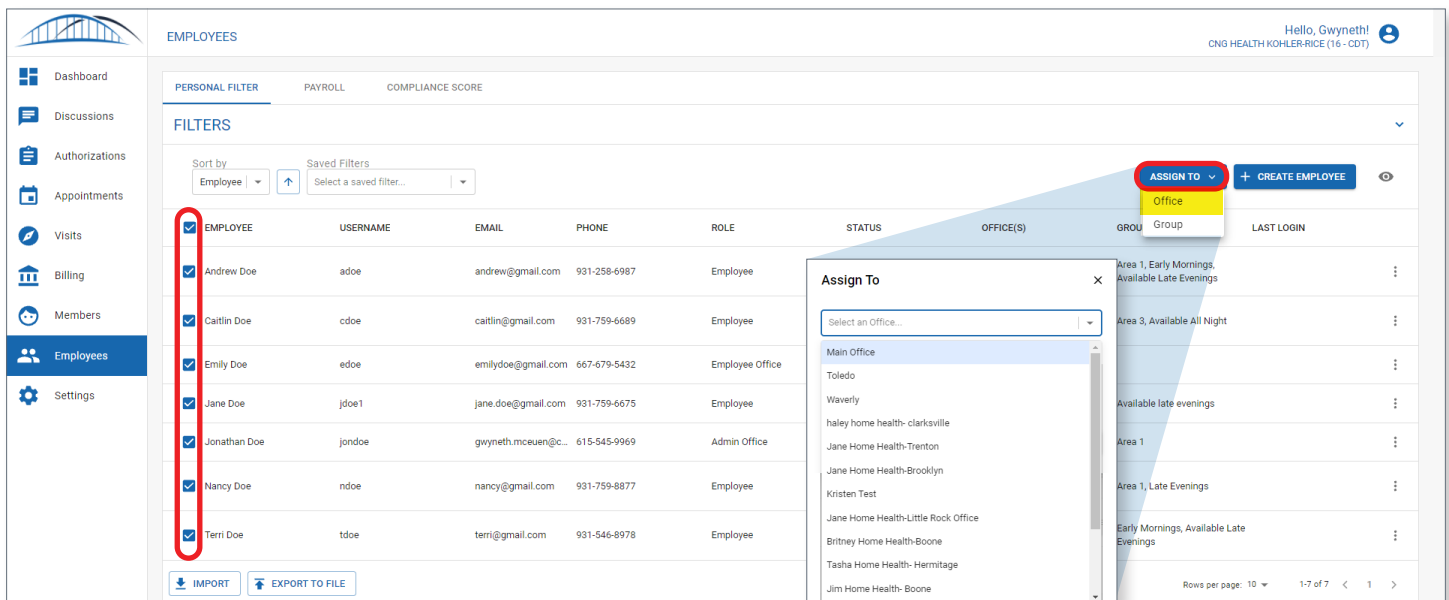 EMPLOYEES
Hello, Gwyneth!
CNG HEALTH KOHLER-RICE (16 - CDT)
Dashboard
Discussions
Authorizations
Appointments
Visits
Billing
Members
Employees
Settings
PERSONAL FILTER PAYROLL COMPLIANCE SCORE
FILTERS
Sort by Saved Filters
Employee Select a saved filter...
ASSIGN TO + CREATE EMPLOYEE
Office
Group
EMPLOYEE USERNAME EMAIL PHONE ROLE STATUS OFFICE(S) GROU LAST LOGIN
Andrew Doe adoe andrew@gmail.com 931-258-6987 Employee Area 1, Early Mornings,
Available Late Evenings
Caitlin Doe cdoe caitlin@gmail.com 931-759-6689 Employee Area 3, Available All Night
Emily Doe edoe emilydoe@gmail.com 667-679-5432 Employee Office
Jane Doe jdoe1 jane.doe@gmail.com 931-759-6675 Employee Available late evenings
Jonathan Doe jondoe gwyneth.mceuen@c... 615-545-9969 Admin Office Area 1
Nancy Doe ndoe nancy@gmail.com 931-759-8877 Employee Area 1, Late Evenings
Terri Doe tdoe terri@gmail.com 931-546-8978 Employee Early Mornings, Available Late
Evenings
Assign To
Select an Office...
Main Office
Toledo
Waverly
haley home health- clarksville
Jane Home Health-Trenton
Jane Home Health-Brooklyn
Kristen Test
Jane Home Health-Little Rock Office
Britney Home Health-Boone
Tasha Home Health- Hermitage
Jim Home Health- Boone
IMPORT EXPORT TO FILE
Rows per page: 10 1-7 of 7 < 1 >